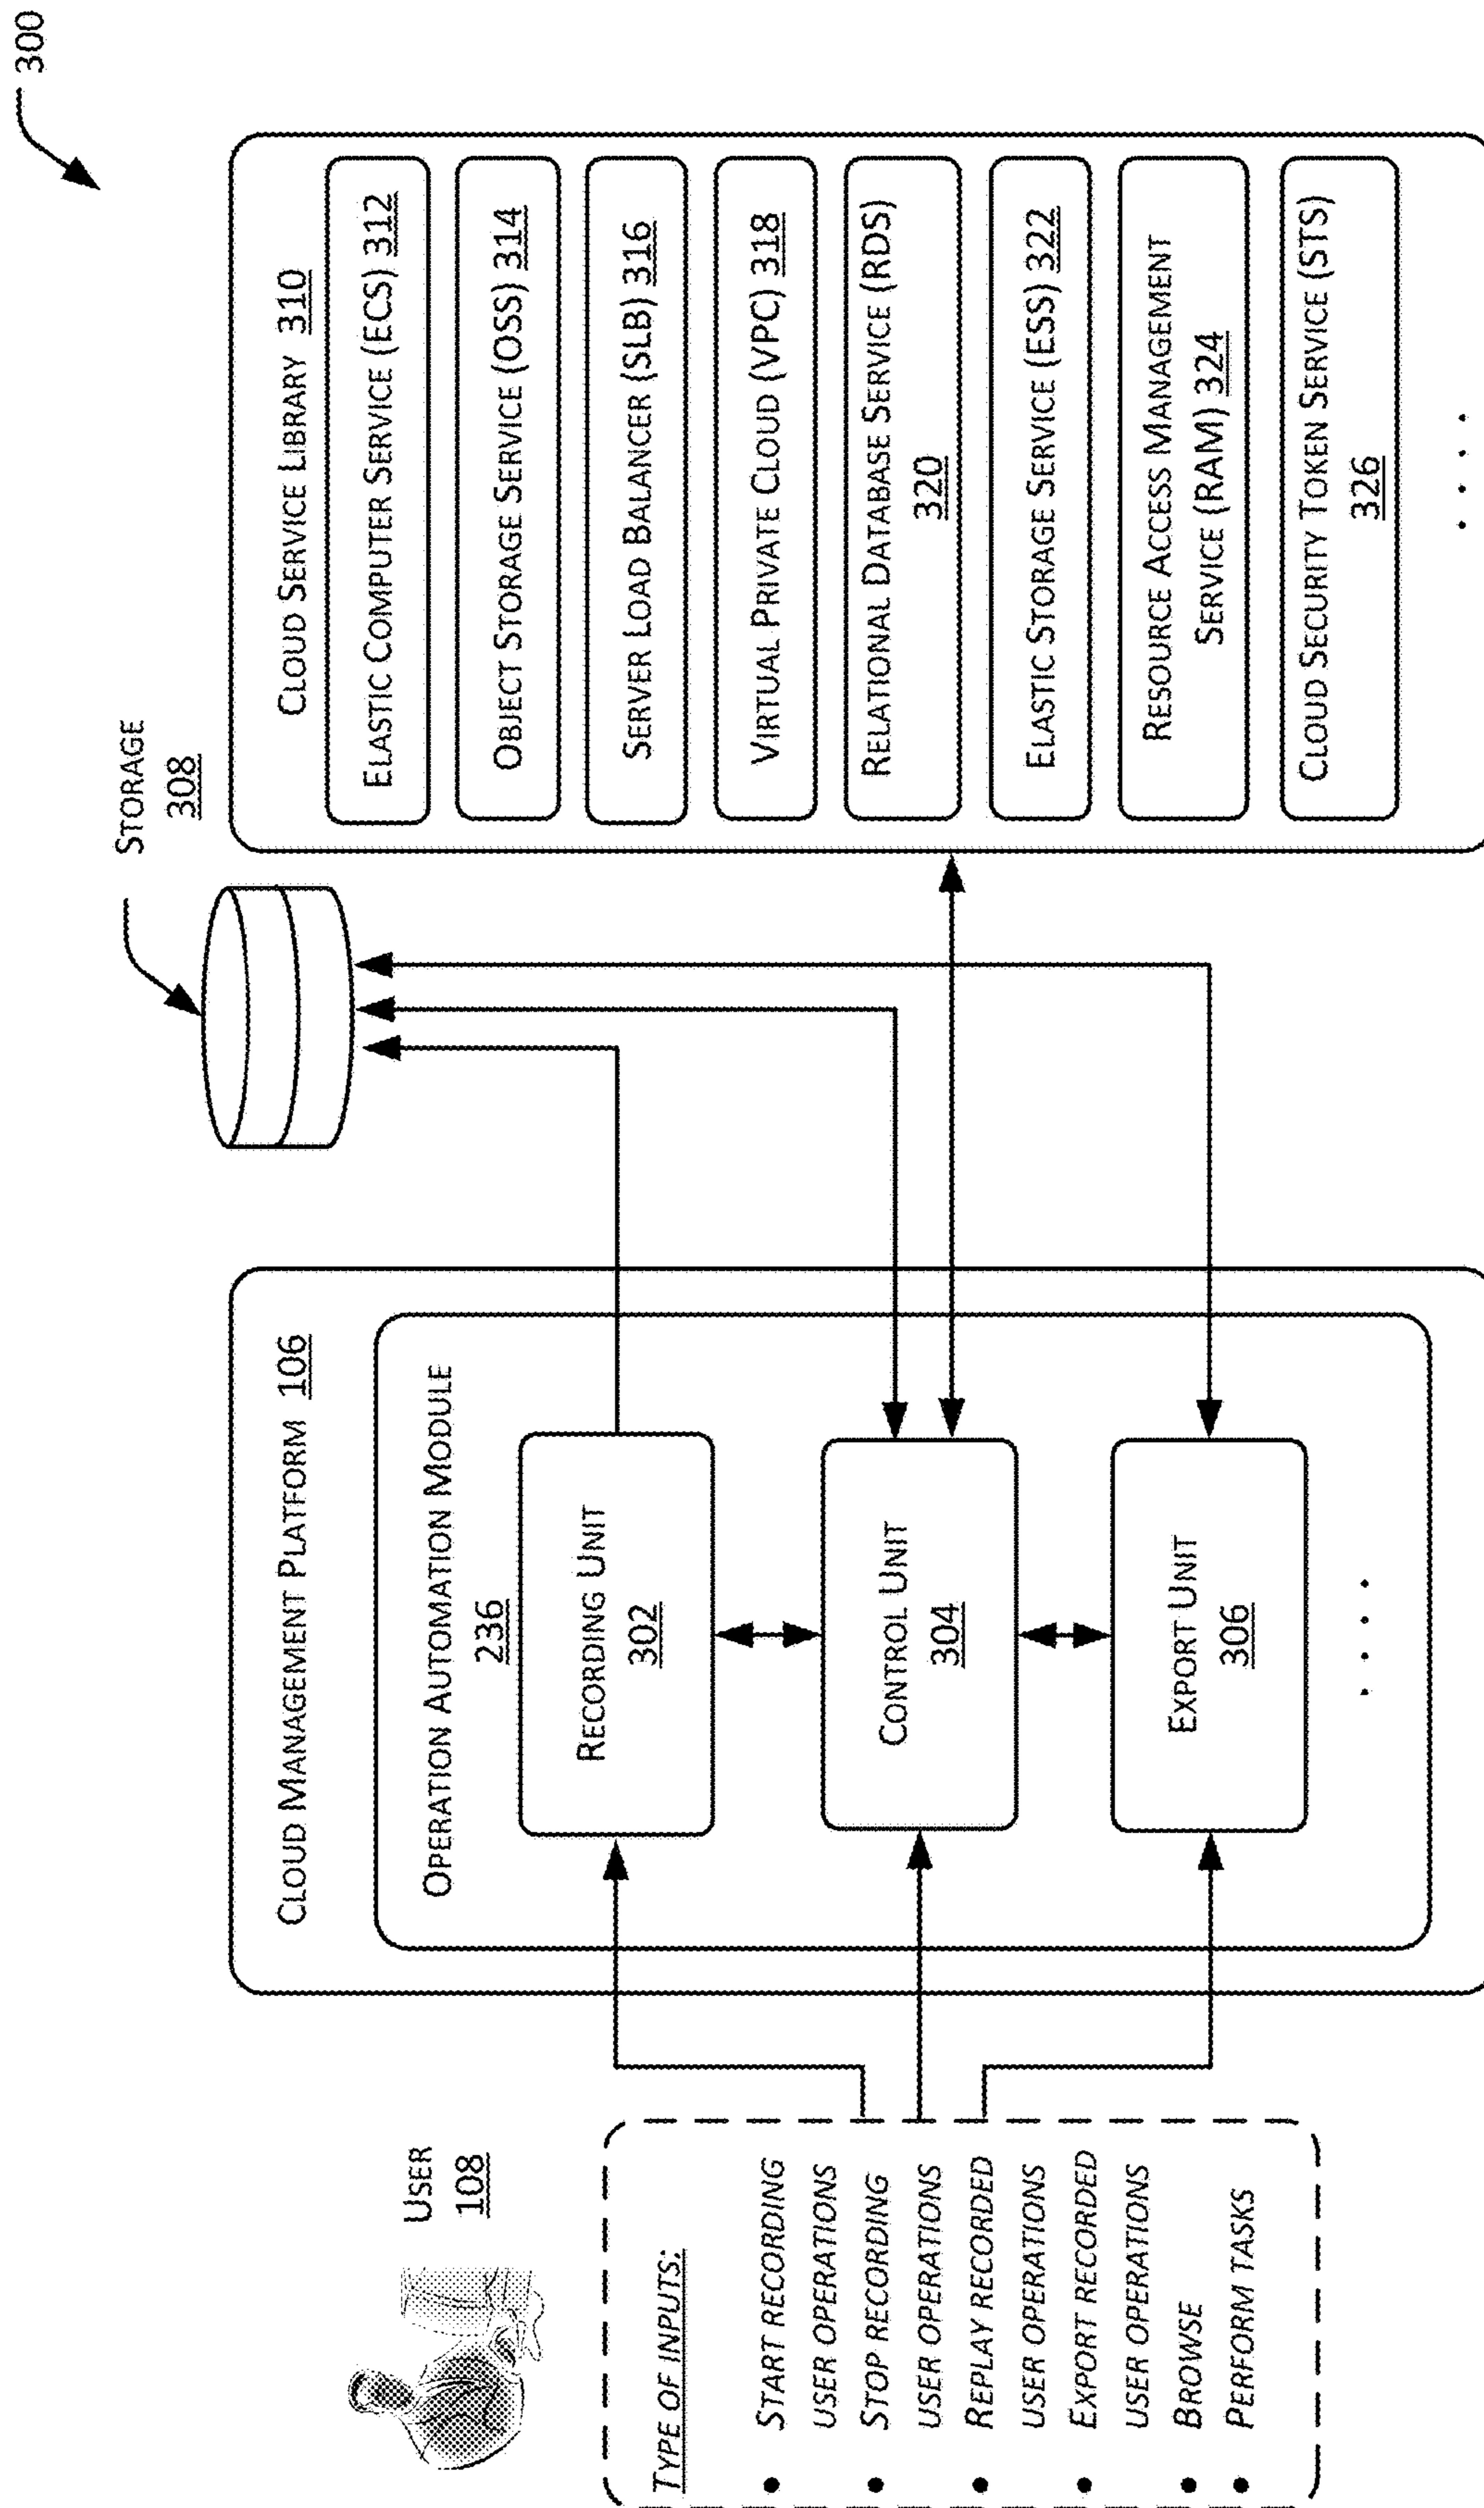 300
USER
108
TYPE OF INPUTS:
• START RECORDING
USER OPERATIONS
• STOP RECORDING
USER OPERATIONS
• REPLAY RECORDED
USER OPERATIONS
• EXPORT RECORDED
USER OPERATIONS
• BROWSE
• PERFORM TASKS
CLOUD MANAGEMENT PLATFORM 106
OPERATION AUTOMATION MODULE
236
RECORDING UNIT
302
CONTROL UNIT
304
EXPORT UNIT
306
. . . .
STORAGE
308
CLOUD SERVICE LIBRARY 310
ELASTIC COMPUTER SERVICE (ECS) 312
OBJECT STORAGE SERVICE (OSS) 314
SERVER LOAD BALANCER (SLB) 316
VIRTUAL PRIVATE CLOUD (VPC) 318
RELATIONAL DATABASE SERVICE (RDS)
320
ELASTIC STORAGE SERVICE (ESS) 322
RESOURCE ACCESS MANAGEMENT
SERVICE (RAM) 324
CLOUD SECURITY TOKEN SERVICE (STS)
326
. . . .